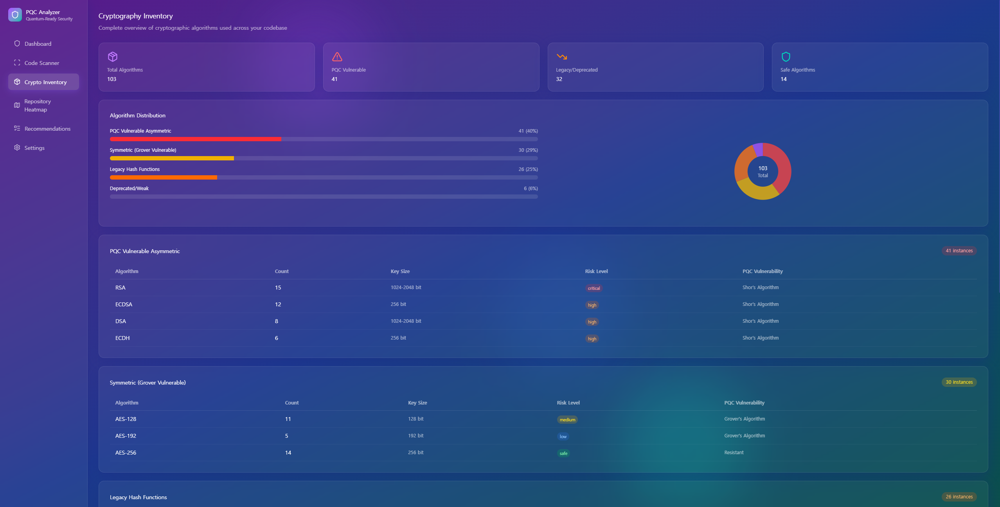 PQC Analyzer
Quantum-Ready Security
Dashboard
Code Scanner
Crypto Inventory
Repository
Heatmap
Recommendations
Settings
Cryptography Inventory
Complete overview of cryptographic algorithms used across your codebase
Total Algorithms
103
PQC Vulnerable
41
Legacy/Deprecated
32
Safe Algorithms
14
Algorithm Distribution
PQC Vulnerable Asymmetric 41 (40%)
Symmetric (Grover Vulnerable) 30 (29%)
Legacy Hash Functions 26 (25%)
Deprecated/Weak 6 (6%)
103
Total
PQC Vulnerable Asymmetric 41 instances
Algorithm Count Key Size Risk Level PQC Vulnerability
RSA 15 1024-2048 bit critical Shor's Algorithm
ECDSA 12 256 bit high Shor's Algorithm
DSA 8 1024-2048 bit high Shor's Algorithm
ECDH 6 256 bit high Shor's Algorithm
Symmetric (Grover Vulnerable) 30 instances
Algorithm Count Key Size Risk Level PQC Vulnerability
AES-128 11 128 bit medium Grover's Algorithm
AES-192 5 192 bit low Grover's Algorithm
AES-256 14 256 bit safe Resistant
Legacy Hash Functions 26 instances